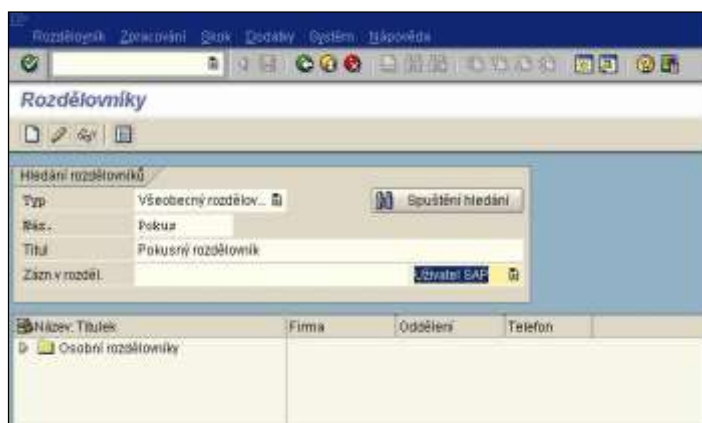 Rozdělovník Zpracování Skok Dodatky Systém Nápověda
Rozdělovníky
Hledání rozdělovníků
Typ Všeobecný rozdělov... Spuštění hledání
Náz. Pokus
Titul Pokusný rozdělovník
Zázn.v rozděl. Uživatel SAP
Název: Titulek Firma Oddělení Telefon
Osobní rozdělovníky